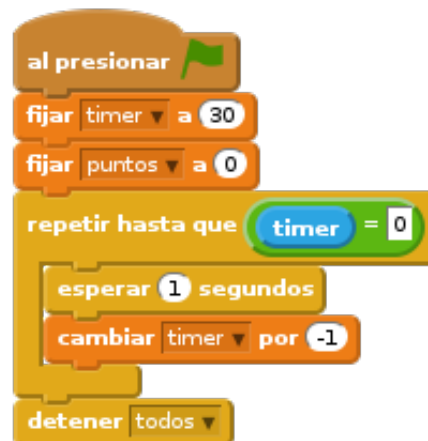 al presionar
fijar timer a 30
fijar puntos a 0
repetir hasta que timer = 0
esperar 1 segundos
cambiar timer por -1
detener todos